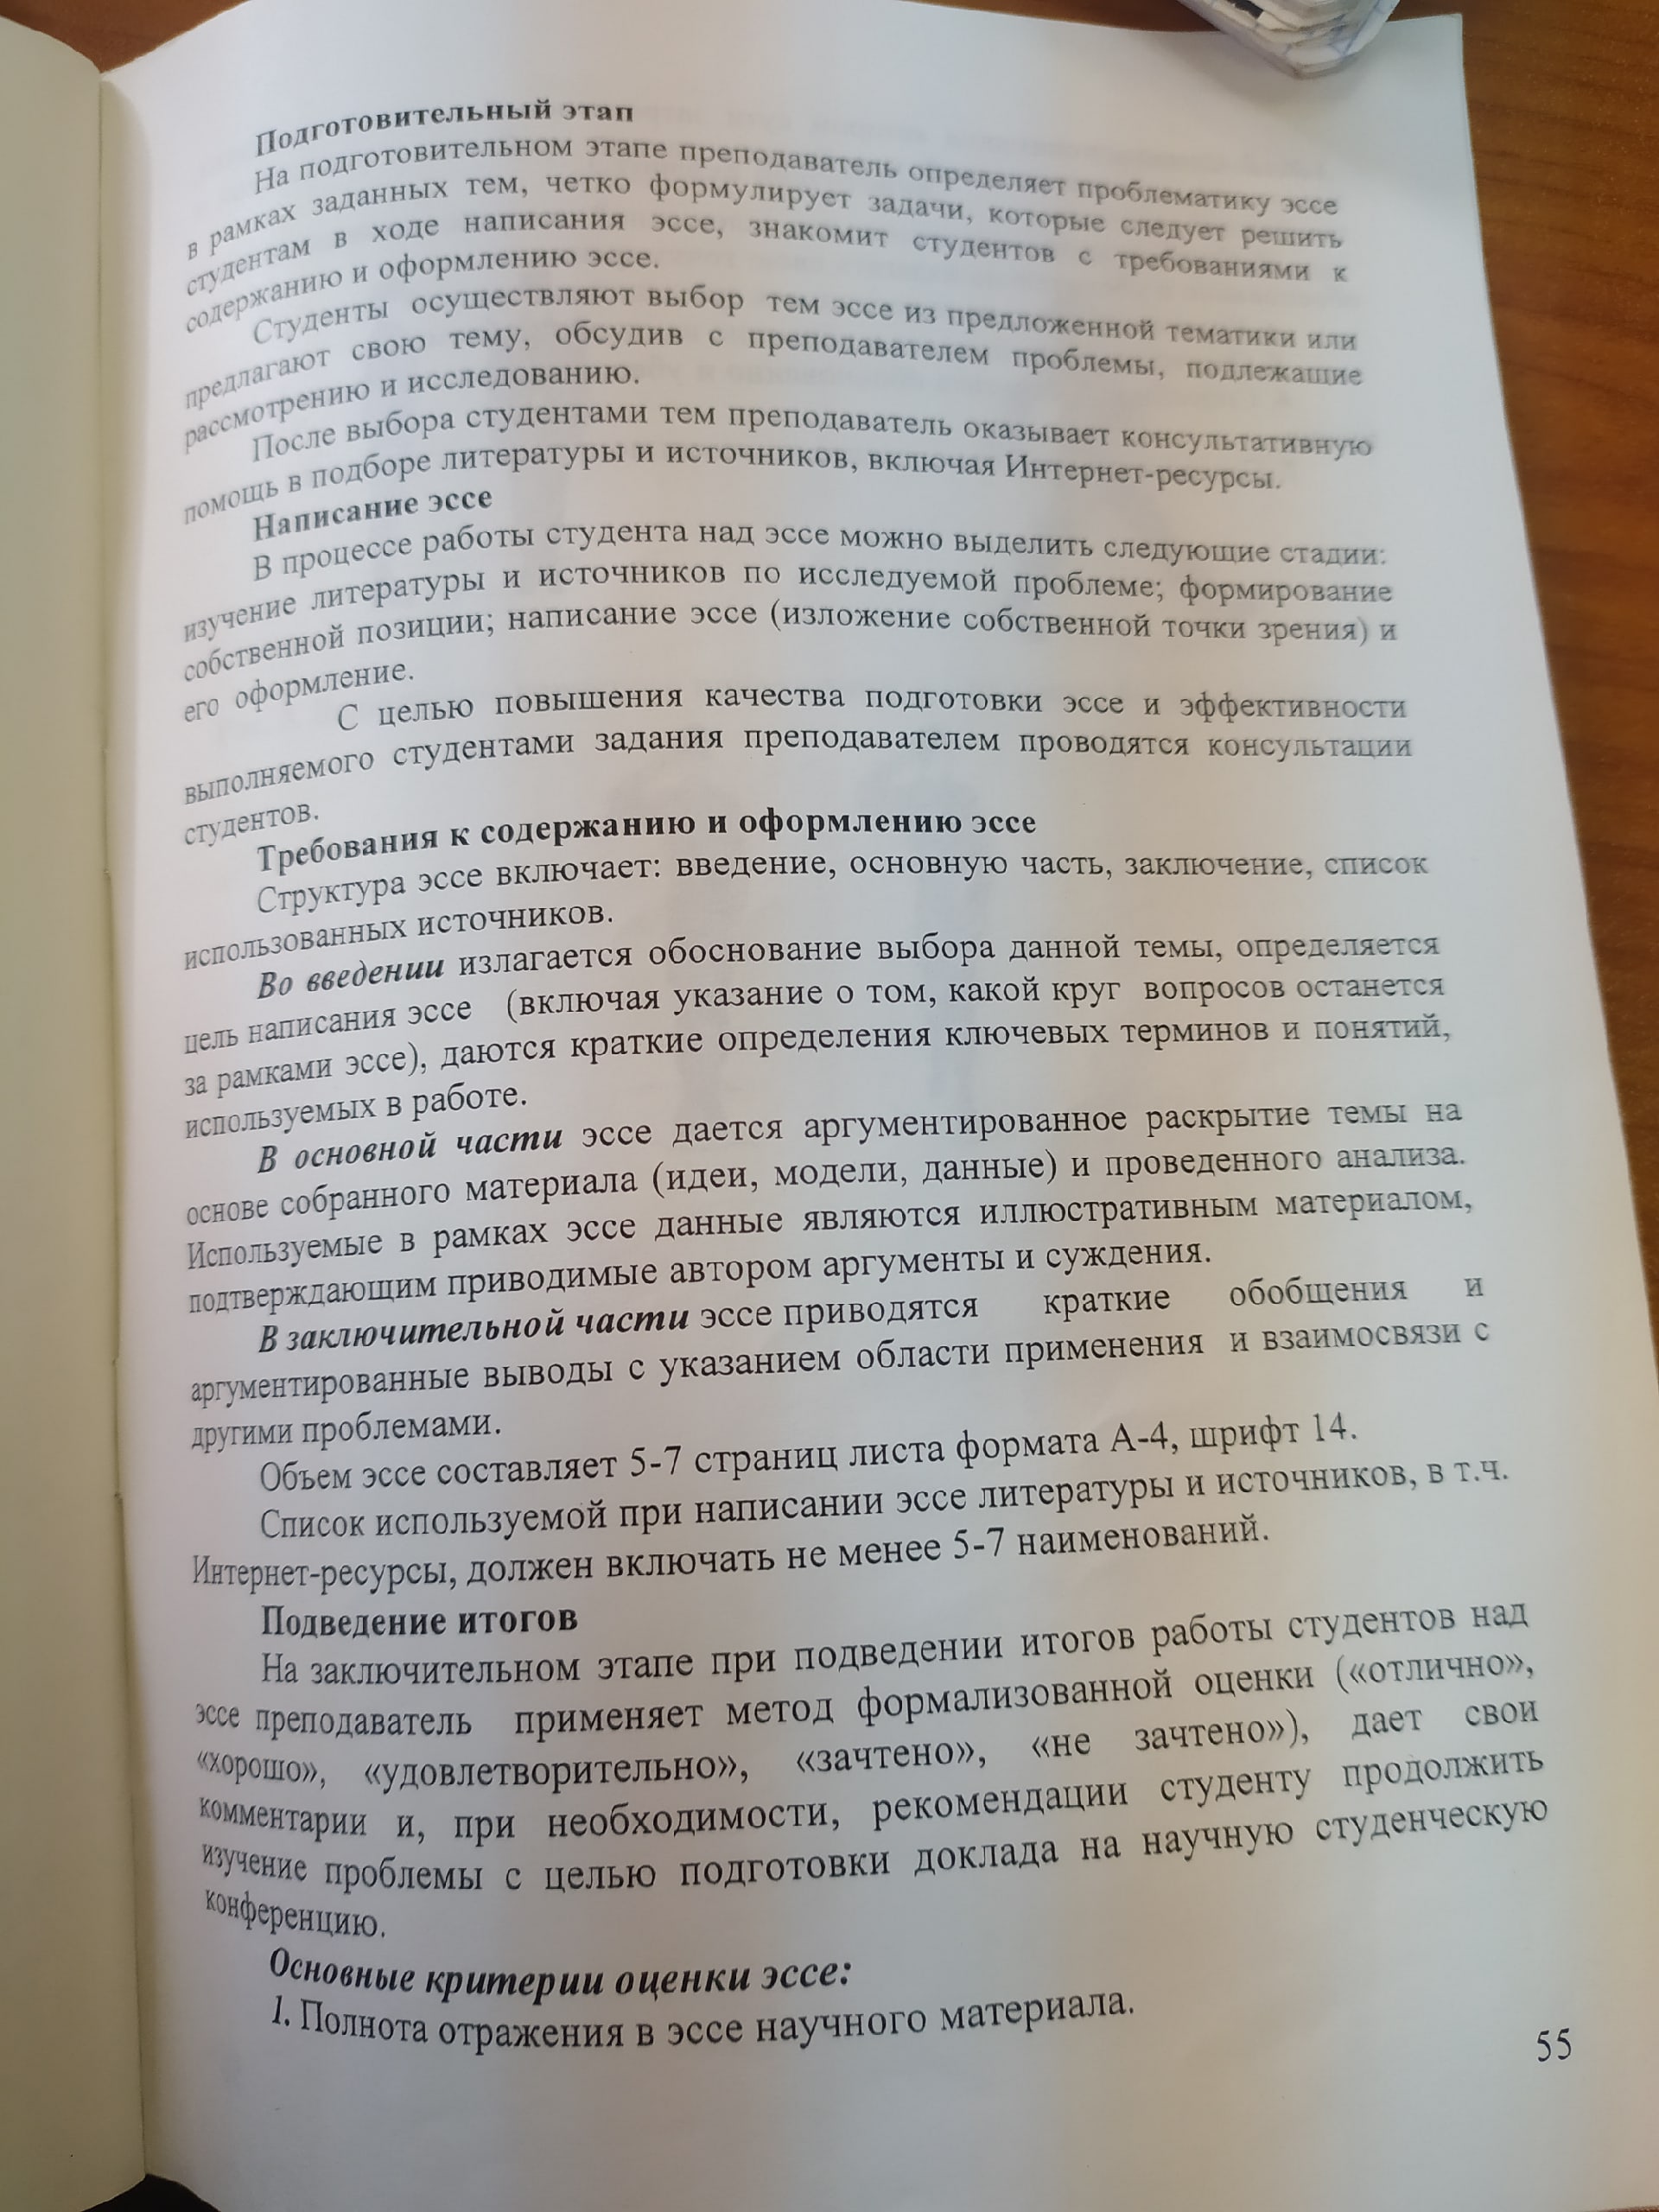 Подготовительный этап
На подготовительном этапе преподаватель определяет проблематику эссе
в рамках заданных тем, четко формулирует задачи, которые следует решить
студентам в ходе написания эссе, знакомит студентов с требованиями к
содержанию и оформлению эссе.
Студенты осуществляют выбор тем эссе из предложенной тематики или
предлагают свою тему, обсудив с преподавателем проблемы, подлежащие
рассмотрению и исследованию.
После выбора студентами тем преподаватель оказывает консультативную
помощь в подборе литературы и источников, включая Интернет-ресурсы.
Написание эссе
В процессе работы студента над эссе можно выделить следующие стадии:
изучение литературы и источников по исследуемой проблеме; формирование
собственной позиции; написание эссе (изложение собственной точки зрения) и
его оформление.
С целью повышения качества подготовки эссе и эффективности
выполняемого студентами задания преподавателем проводятся консультации
студентов.
Требования к содержанию и оформлению эссе
Структура эссе включает: введение, основную часть, заключение, список
использованных источников.
Во введении излагается обоснование выбора данной темы, определяется
цель написания эссе (включая указание о том, какой круг вопросов останется
за рамками эссе), даются краткие определения ключевых терминов и понятий,
используемых в работе.
В основной части эссе дается аргументированное раскрытие темы на
основе собранного материала (идеи, модели, данные) и проведенного анализа.
Используемые в рамках эссе данные являются иллюстративным материалом,
подтверждающим приводимые автором аргументы и суждения.
В заключительной части эссе приводятся краткие обобщения и
аргументированные выводы с указанием области применения и взаимосвязи с
другими проблемами.
Объем эссе составляет 5-7 страниц листа формата А-4, шрифт 14.
Список используемой при написании эссе литературы и источников, в т.ч.
Интернет-ресурсы, должен включать не менее 5-7 наименований.
Подведение итогов
На заключительном этапе при подведении итогов работы студентов над
эссе преподаватель применяет метод формализованной оценки («отлично»,
«хорошо», «удовлетворительно», «зачтено», «не зачтено»), дает свои
комментарии и, при необходимости, рекомендации студенту продолжить
изучение проблемы с целью подготовки доклада на научную студенческую
конференцию.
Основные критерии оценки эссе:
1. Полнота отражения в эссе научного материала.
55